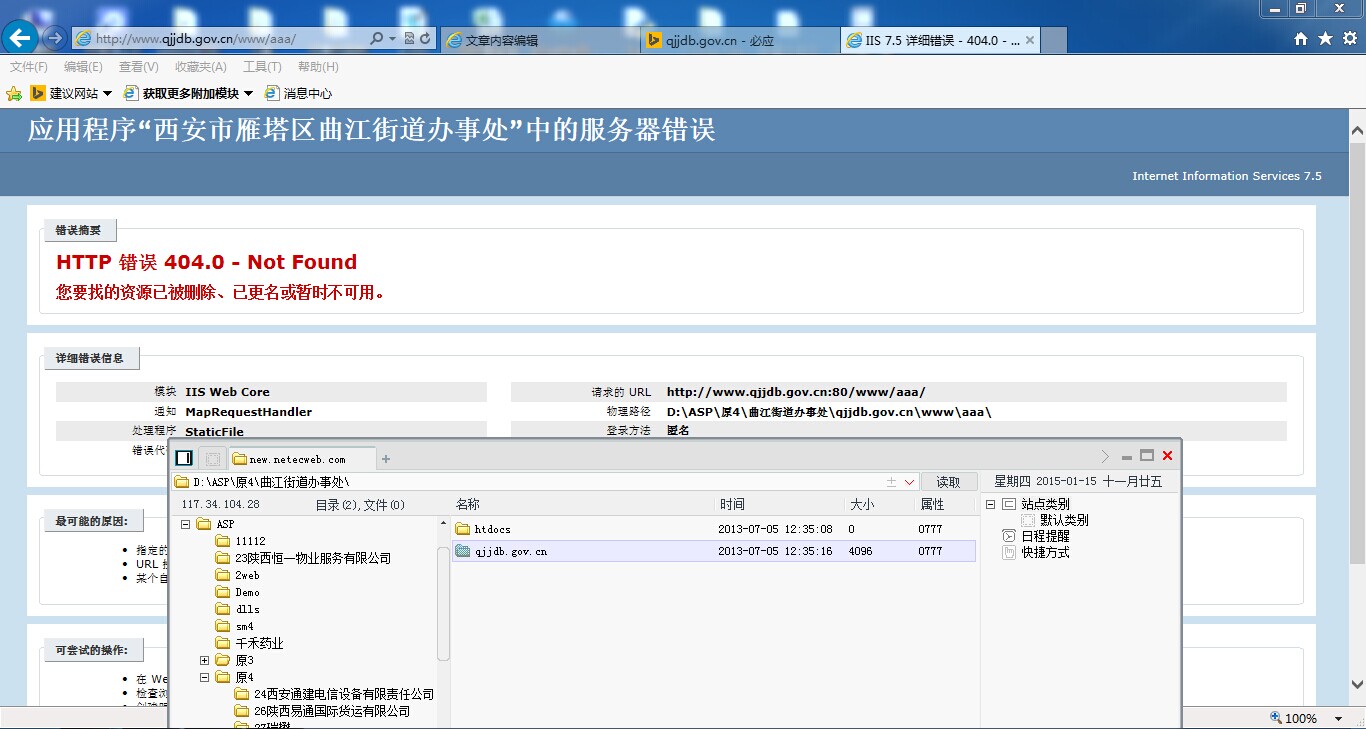 http://www.qjjdb.gov.cn/www/aaa/
文章内容编辑
qjjdb.gov.cn - 必应
IIS 7.5 详细错误 - 404.0 - ...
文件(F) 编辑(E) 查看(V) 收藏夹(A) 工具(T) 帮助(H)
建议网站 获取更多附加模块 消息中心
应用程序“西安市雁塔区曲江街道办事处”中的服务器错误
Internet Information Services 7.5
错误摘要
HTTP 错误 404.0 - Not Found
您要找的资源已被删除、已更名或暂时不可用。
详细错误信息
模块 IIS Web Core
通知 MapRequestHandler
处理程序 StaticFile
错误代
请求的 URL http://www.qjjdb.gov.cn:80/www/aaa/
物理路径 D:\ASP\原4\曲江街道办事处\qjjdb.gov.cn\www\aaa\
登录方法 匿名
最可能的原因:
指定的
URL
某个自
可尝试的操作:
在 We
检查浏
new.netecweb.com
D:\ASP\原4\曲江街道办事处\
读取
星期四 2015-01-15 十一月廿五
117.34.104.28 目录(2),文件(0)
名称 时间 大小 属性
htdocs 2013-07-05 12:35:08 0 0777
qjjdb.gov.cn 2013-07-05 12:35:16 4096 0777
ASP
11112
23陕西恒一物业服务有限公司
2web
Demo
dlls
sm4
千禾药业
原3
原4
24西安通建电信设备有限责任公司
26陕西易通国际货运有限公司
站点类别
默认类别
日程提醒
快捷方式
100%